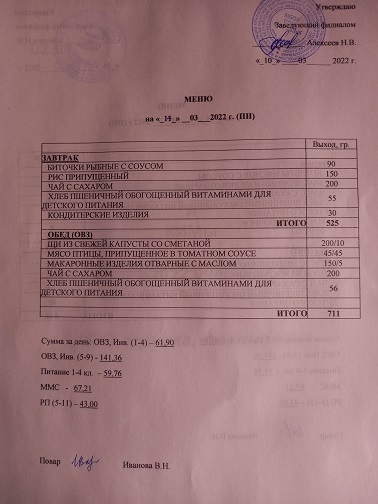 Утверждаю
Заведующий филиалом
Алексеев Н.В.
«_10_»___03______2022 г.
МЕНЮ
на «_14_» __03___2022 г. (ПН)
Выход, гр.
ЗАВТРАК
БИТОЧКИ РЫБНЫЕ С СОУСОМ 90
РИС ПРИПУЩЕННЫЙ 150
ЧАЙ С САХАРОМ 200
ХЛЕБ ПШЕНИЧНЫЙ ОБОГОЩЕННЫЙ ВИТАМИНАМИ ДЛЯ
ДЕТСКОГО ПИТАНИЯ 55
КОНДИТЕРСКИЕ ИЗДЕЛИЯ 30
ИТОГО 525
ОБЕД (ОВЗ)
ЩИ ИЗ СВЕЖЕЙ КАПУСТЫ СО СМЕТАНОЙ 200/10
МЯСО ПТИЦЫ, ПРИПУЩЕННОЕ В ТОМАТНОМ СОУСЕ 45/45
МАКАРОННЫЕ ИЗДЕЛИЯ ОТВАРНЫЕ С МАСЛОМ 150/5
ЧАЙ С САХАРОМ 200
ХЛЕБ ПШЕНИЧНЫЙ ОБОГОЩЕННЫЙ ВИТАМИНАМИ ДЛЯ
ДЕТСКОГО ПИТАНИЯ 56
ИТОГО 711
Сумма за день: ОВЗ, Инв. (1-4) – 61,90
ОВЗ, Инв. (5-9) - 141,36
Питание 1-4 кл. – 59,76
ММС - 67,21
РП (5-11) – 43,00
Повар Иванова В.Н.